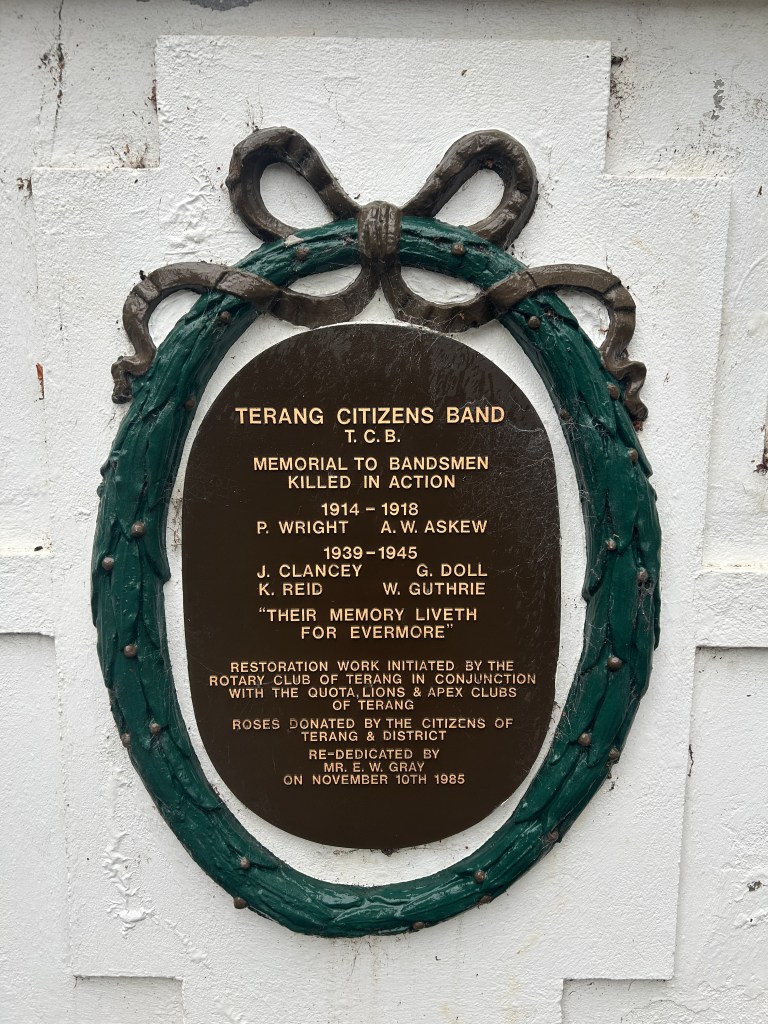 TERANG CITIZENS BAND
T.C.B.
MEMORIAL TO BANDSMEN
KILLED IN ACTION
1914 - 1918
P. WRIGHT A. W. ASKEW
1939-1945
J. CLANCEY G. DOLL
K. REID W. GUTHRIE
"THEIR MEMORY LIVETH
FOR EVERMORE"
RESTORATION WORK INITIATED BY THE
ROTARY CLUB OF TERANG IN CONJUNCTION
WITH THE QUOTA, LIONS & APEX CLUBS
OF TERANG
ROSES DONATED BY THE CITIZENS OF
TERANG & DISTRICT
RE-DEDICATED BY
MR. E. W. GRAY
ON NOVEMBER 10TH 1985